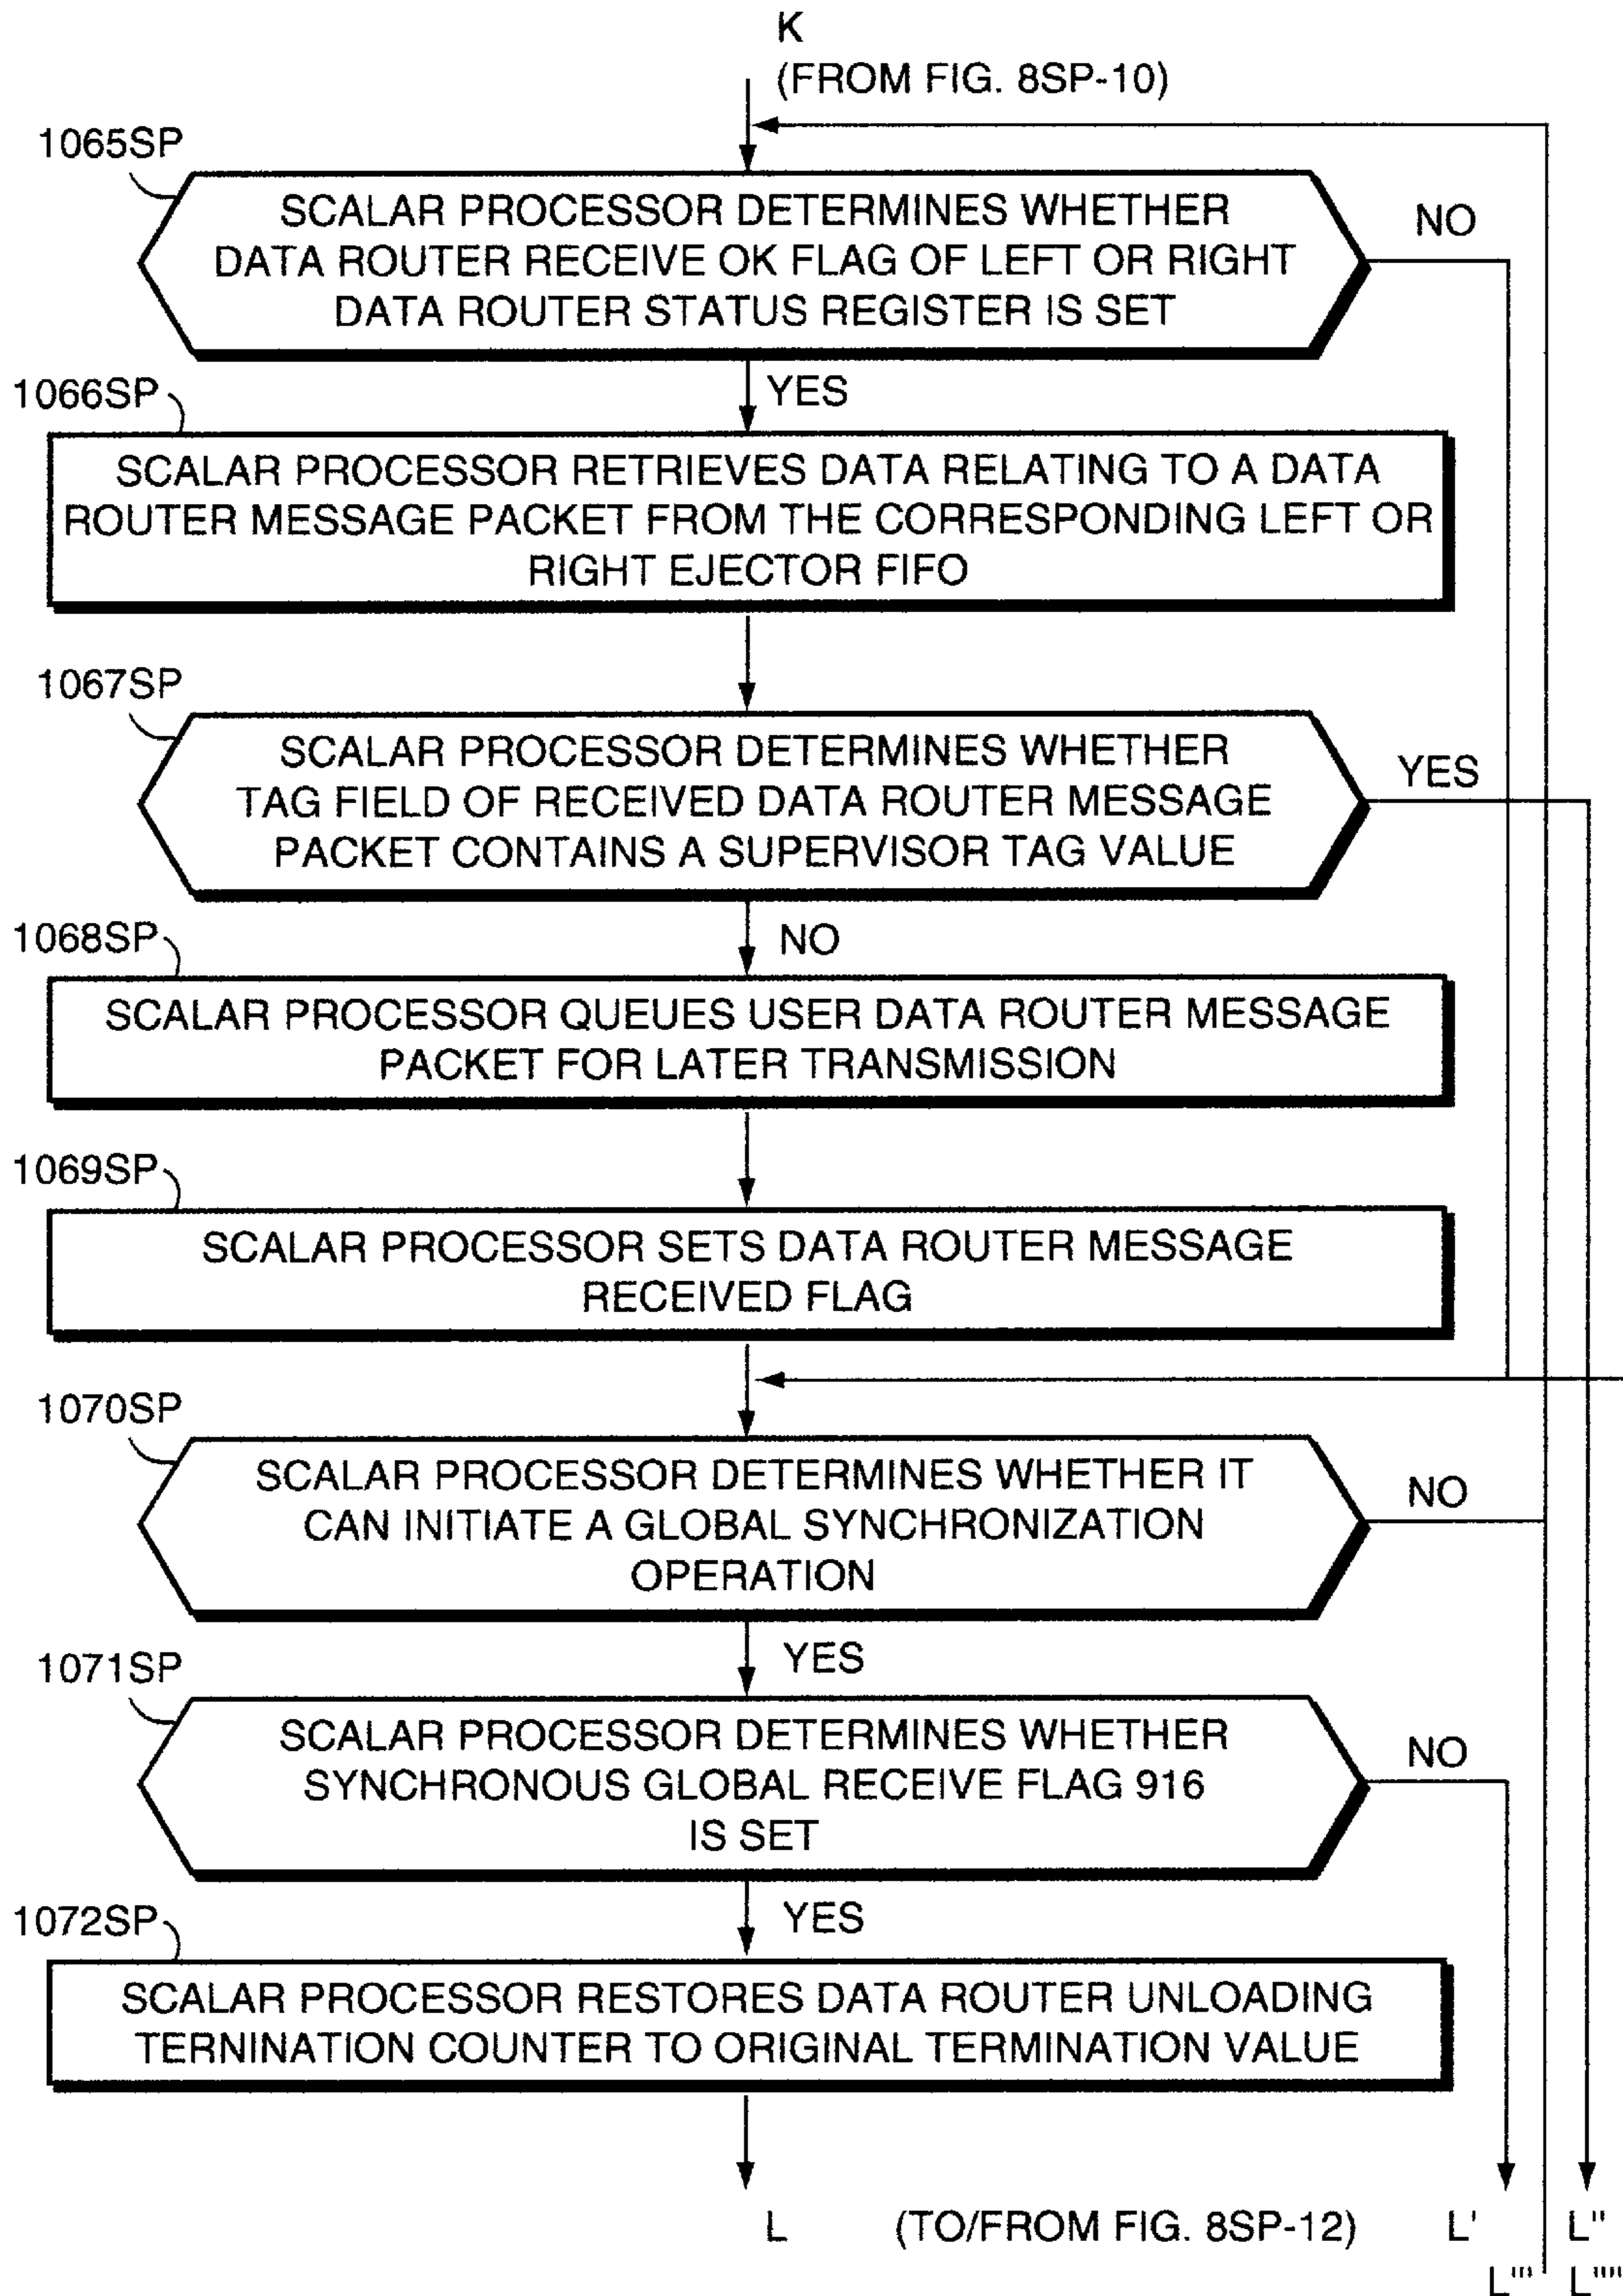 K
(FROM FIG. 8SP-10)
1065SP
SCALAR PROCESSOR DETERMINES WHETHER
DATA ROUTER RECEIVE OK FLAG OF LEFT OR RIGHT
DATA ROUTER STATUS REGISTER IS SET
NO
YES
1066SP
SCALAR PROCESSOR RETRIEVES DATA RELATING TO A DATA
ROUTER MESSAGE PACKET FROM THE CORRESPONDING LEFT OR
RIGHT EJECTOR FIFO
1067SP
SCALAR PROCESSOR DETERMINES WHETHER
TAG FIELD OF RECEIVED DATA ROUTER MESSAGE
PACKET CONTAINS A SUPERVISOR TAG VALUE
YES
NO
1068SP
SCALAR PROCESSOR QUEUES USER DATA ROUTER MESSAGE
PACKET FOR LATER TRANSMISSION
1069SP
SCALAR PROCESSOR SETS DATA ROUTER MESSAGE
RECEIVED FLAG
1070SP
SCALAR PROCESSOR DETERMINES WHETHER IT
CAN INITIATE A GLOBAL SYNCHRONIZATION
OPERATION
NO
YES
1071SP
SCALAR PROCESSOR DETERMINES WHETHER
SYNCHRONOUS GLOBAL RECEIVE FLAG 916
IS SET
NO
YES
1072SP
SCALAR PROCESSOR RESTORES DATA ROUTER UNLOADING
TERNINATION COUNTER TO ORIGINAL TERMINATION VALUE
L (TO/FROM FIG. 8SP-12) L' L"
L"' L""